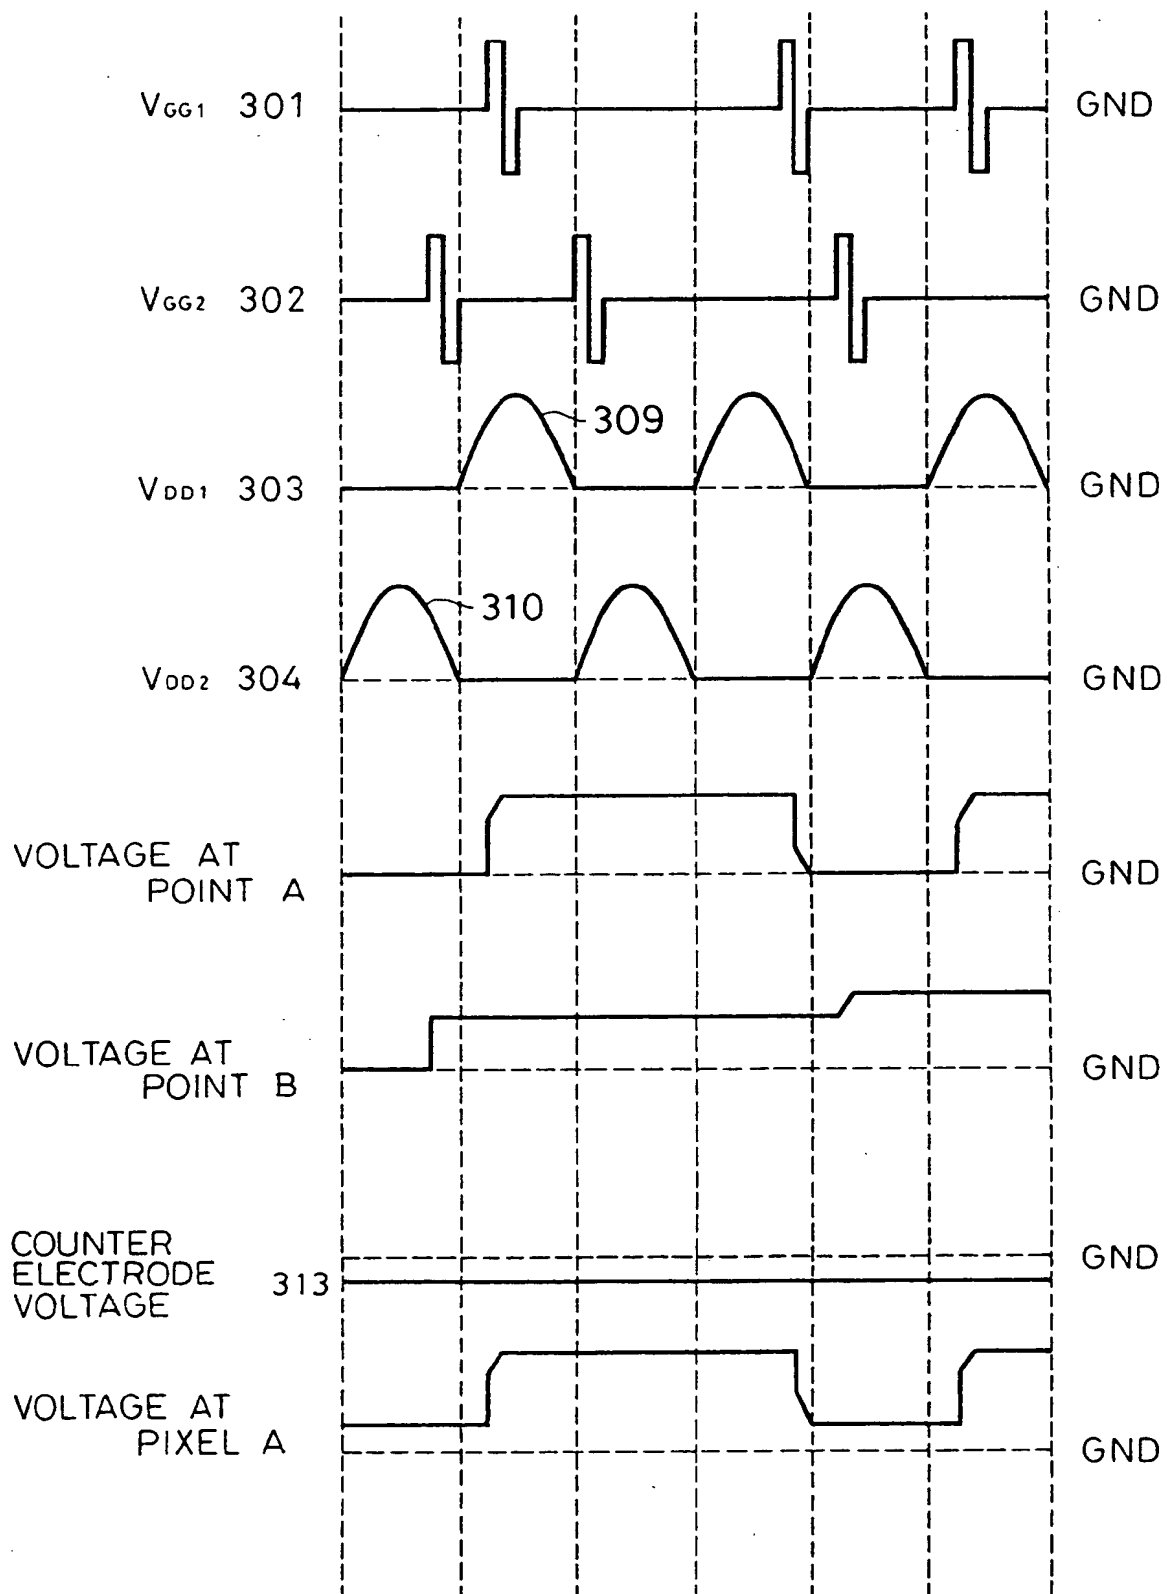 VGG1 301 GND
VGG2 302 GND
309
VDD1 303 GND
310
VDD2 304 GND
VOLTAGE AT
POINT A
GND
VOLTAGE AT
POINT B
GND
COUNTER
ELECTRODE
VOLTAGE
313
GND
VOLTAGE AT
PIXEL A
GND